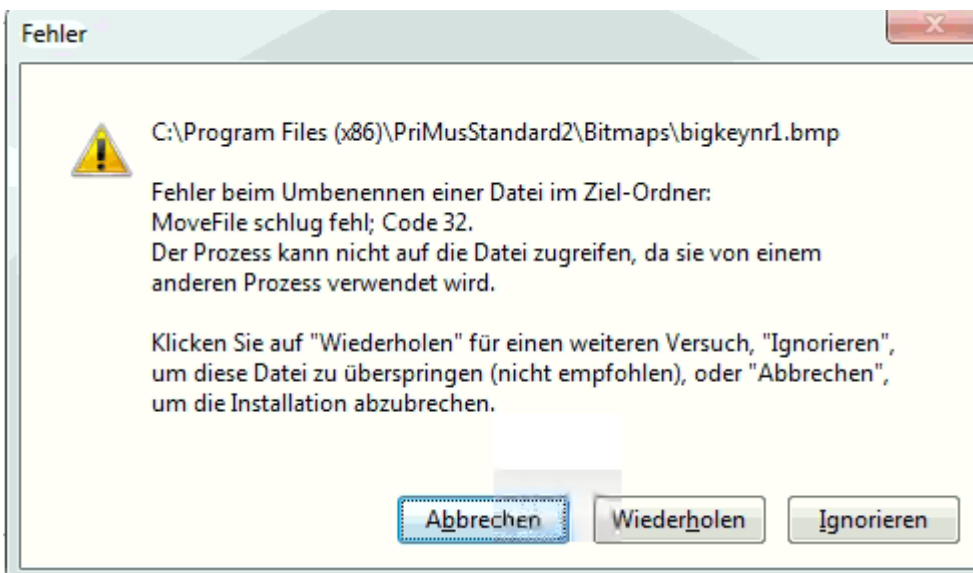 Fehler
C:\Program Files (x86)\PriMusStandard2\Bitmaps\bigkeynr1.bmp
Fehler beim Umbenennen einer Datei im Ziel-Ordner:
MoveFile schlug fehl; Code 32.
Der Prozess kann nicht auf die Datei zugreifen, da sie von einem
anderen Prozess verwendet wird.
Klicken Sie auf "Wiederholen" für einen weiteren Versuch, "Ignorieren",
um diese Datei zu überspringen (nicht empfohlen), oder "Abbrechen",
um die Installation abzubrechen.
Abbrechen Wiederholen Ignorieren